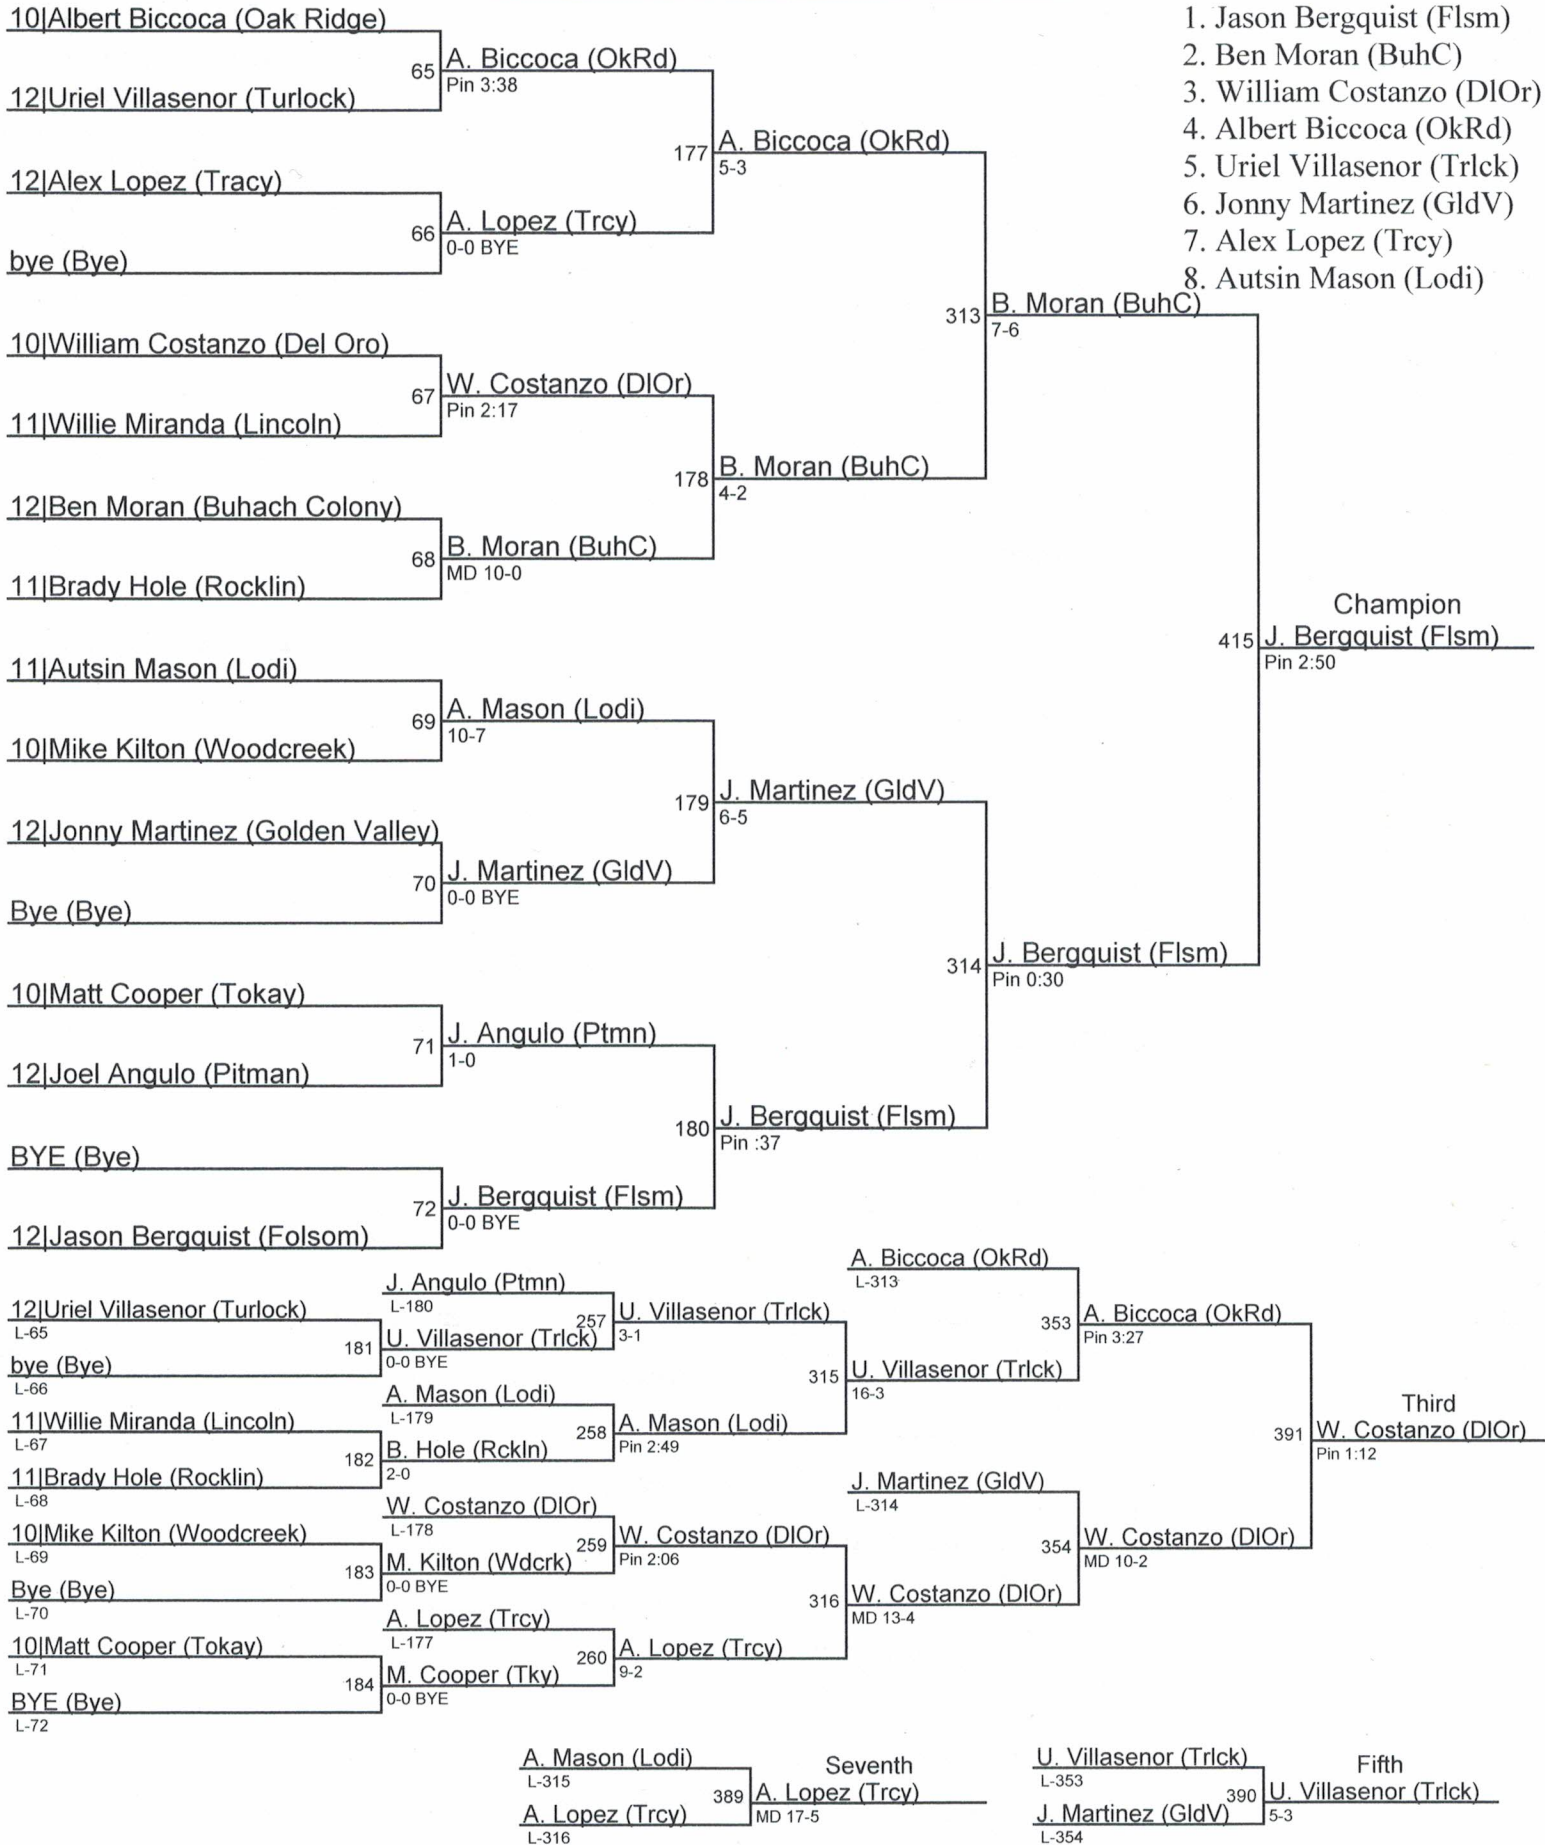 1. Jason Bergquist (Flsm)
2. Ben Moran (BuhC)
3. William Costanzo (DlOr)
4. Albert Biccoca (OkRd)
5. Uriel Villasenor (Trlck)
6. Jonny Martinez (GldV)
7. Alex Lopez (Trcy)
8. Autsin Mason (Lodi)
10|Albert Biccoca (Oak Ridge)
12|Uriel Villasenor (Turlock)
12|Alex Lopez (Tracy)
bye (Bye)
10|William Costanzo (Del Oro)
11|Willie Miranda (Lincoln)
12|Ben Moran (Buhach Colony)
11|Brady Hole (Rocklin)
11|Autsin Mason (Lodi)
10|Mike Kilton (Woodcreek)
12|Jonny Martinez (Golden Valley)
Bye (Bye)
10|Matt Cooper (Tokay)
12|Joel Angulo (Pitman)
BYE (Bye)
12|Jason Bergquist (Folsom)
65 A. Biccoca (OkRd)
Pin 3:38
66 A. Lopez (Trcy)
0-0 BYE
67 W. Costanzo (DlOr)
Pin 2:17
68 B. Moran (BuhC)
MD 10-0
69 A. Mason (Lodi)
10-7
70 J. Martinez (GldV)
0-0 BYE
71 J. Angulo (Ptmn)
1-0
72 J. Bergquist (Flsm)
0-0 BYE
177 A. Biccoca (OkRd)
5-3
178 B. Moran (BuhC)
4-2
179 J. Martinez (GldV)
6-5
180 J. Bergquist (Flsm)
Pin :37
313 B. Moran (BuhC)
7-6
314 J. Bergquist (Flsm)
Pin 0:30
Champion
415 J. Bergquist (Flsm)
Pin 2:50
12|Uriel Villasenor (Turlock)
L-65
bye (Bye)
L-66
11|Willie Miranda (Lincoln)
L-67
11|Brady Hole (Rocklin)
L-68
10|Mike Kilton (Woodcreek)
L-69
Bye (Bye)
L-70
10|Matt Cooper (Tokay)
L-71
BYE (Bye)
L-72
J. Angulo (Ptmn)
L-180
181 U. Villasenor (Trlck)
0-0 BYE
A. Mason (Lodi)
L-179
182 B. Hole (Rckln)
2-0
W. Costanzo (DlOr)
L-178
183 M. Kilton (Wdcrk)
0-0 BYE
A. Lopez (Trcy)
L-177
184 M. Cooper (Tky)
0-0 BYE
257 U. Villasenor (Trlck)
3-1
258 A. Mason (Lodi)
Pin 2:49
259 W. Costanzo (DlOr)
Pin 2:06
260 A. Lopez (Trcy)
9-2
A. Biccoca (OkRd)
L-313
315 U. Villasenor (Trlck)
16-3
J. Martinez (GldV)
L-314
316 W. Costanzo (DlOr)
MD 13-4
353 A. Biccoca (OkRd)
Pin 3:27
354 W. Costanzo (DlOr)
MD 10-2
Third
391 W. Costanzo (DlOr)
Pin 1:12
A. Mason (Lodi)
L-315
A. Lopez (Trcy)
L-316
Seventh
389 A. Lopez (Trcy)
MD 17-5
U. Villasenor (Trlck)
L-353
J. Martinez (GldV)
L-354
Fifth
390 U. Villasenor (Trlck)
5-3